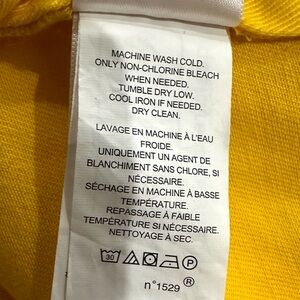 MACHINE WASH COLD.
ONLY NON-CHLORINE BLEACH
WHEN NEEDED.
TUMBLE DRY LOW.
COOL IRON IF NEEDED.
DRY CLEAN.
LAVAGE EN MACHINE À L'EAU
FROIDE.
UNIQUEMENT UN AGENT DE
BLANCHIMENT SANS CHLORE, SI
NÉCESSAIRE.
SÉCHAGE EN MACHINE À BASSE
TEMPÉRATURE.
REPASSAGE À FAIBLE
TEMPÉRATURE SI NÉCESSAIRE.
NETTOYAGE À SEC.
30 P ®
n°1529